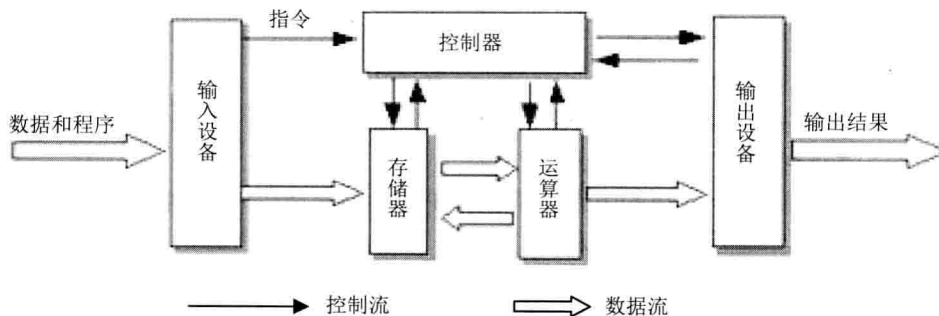 指令
控制器
输入设备
数据和程序
存储器
运算器
输出设备
输出结果
控制流
数据流